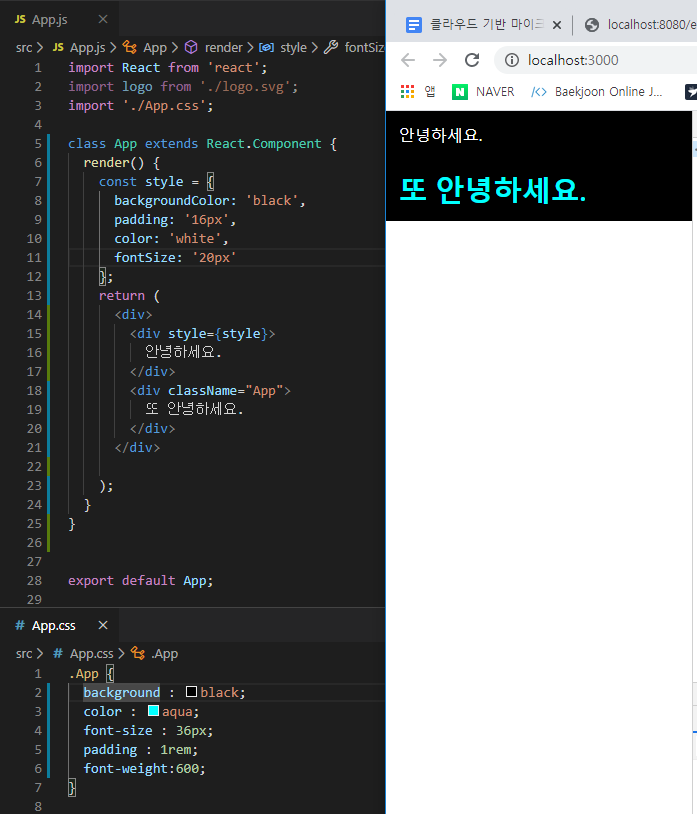 App.js
src > App.js > App > render > style > fontSize
1 import React from 'react';
2 import logo from './logo.svg';
3 import './App.css';
4
5 class App extends React.Component {
6 render() {
7 const style = {
8 backgroundColor: 'black',
9 padding: '16px',
10 color: 'white',
11 fontSize: '20px'
12 };
13 return (
14 <div>
15 <div style={style}>
16 안녕하세요.
17 </div>
18 <div className="App">
19 또 안녕하세요.
20 </div>
21 </div>
22
23 );
24 }
25 }
26
27
28 export default App;
29
App.css
src > App.css > .App
1 .App {
2 background : black;
3 color : aqua;
4 font-size : 36px;
5 padding : 1rem;
6 font-weight:600;
7 }
8
클라우드 기반 마이크
localhost:8080/e
localhost:3000
앱 NAVER Baekjoon Online J...
안녕하세요.
또 안녕하세요.